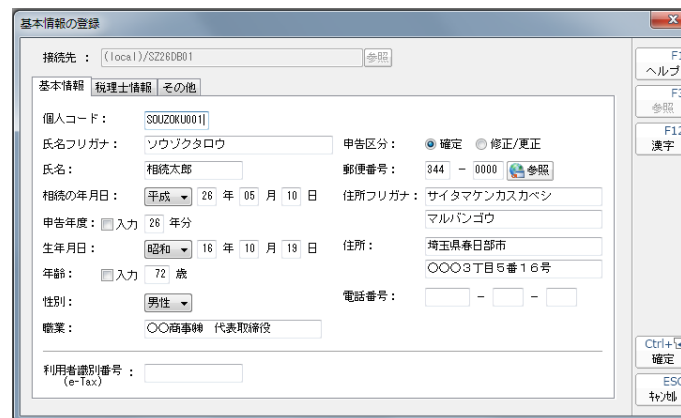 基本情報の登録
接続先 : (local)/SZ26DB01 参照
基本情報 税理士情報 その他
個人コード: SOUZOKU001
氏名フリガナ: ソウゾクタロウ
氏名: 相続太郎
相続の年月日: 平成 26 年 05 月 10 日
申告年度: 入力 26 年分
生年月日: 昭和 16 年 10 月 19 日
年齢: 入力 72 歳
性別: 男性
職業: 〇〇商事㈱ 代表取締役
利用者識別番号 :
(e-Tax)
申告区分: 確定 修正/更正
郵便番号: 344 - 0000 参照
住所フリガナ: サイタマケンカスカベシ
マルバンゴウ
住所: 埼玉県春日部市
〇〇〇3丁目5番16号
電話番号: - -
ヘルプ
参照
F12
漢字
Ctrl+
確定
ESC
キャンセル